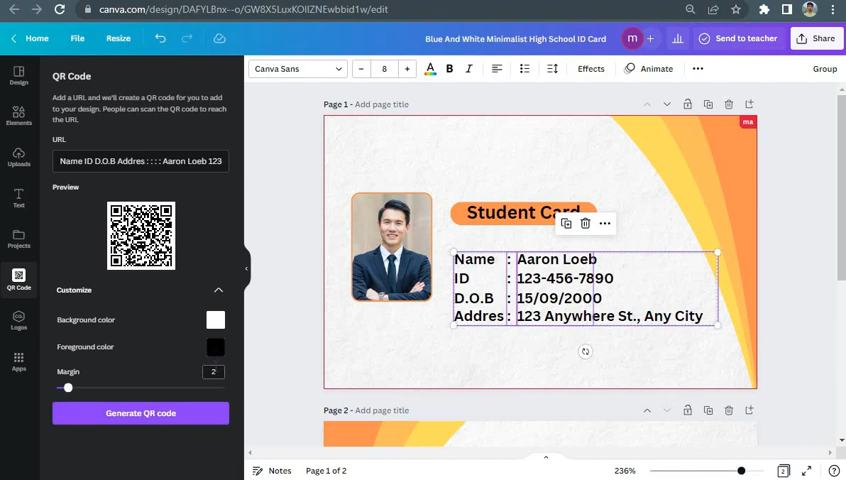 canva.com/design/DAFYLBnx--o/GW8X5LuxKOIIZNEwbbid1w/edit
Home File Resize Blue And White Minimalist High School ID Card m + Send to teacher Share
Design
Elements
Uploads
Text
Projects
QR Code
Logos
Apps
QR Code
Add a URL and we'll create a QR code for you to add
to your design. People can scan the QR code to reach
the URL
URL
Name ID D.O.B Addres : : : : Aaron Loeb 123
Preview
Customize
Background color
Foreground color
Margin 2
Generate QR code
Canva Sans – 8 + A B I Effects Animate ••• Group
Page 1 - Add page title
ma
Student Card
Name : Aaron Loeb
ID : 123-456-7890
D.O.B : 15/09/2000
Addres : 123 Anywhere St., Any City
Page 2 - Add page title
Notes Page 1 of 2 236% 2